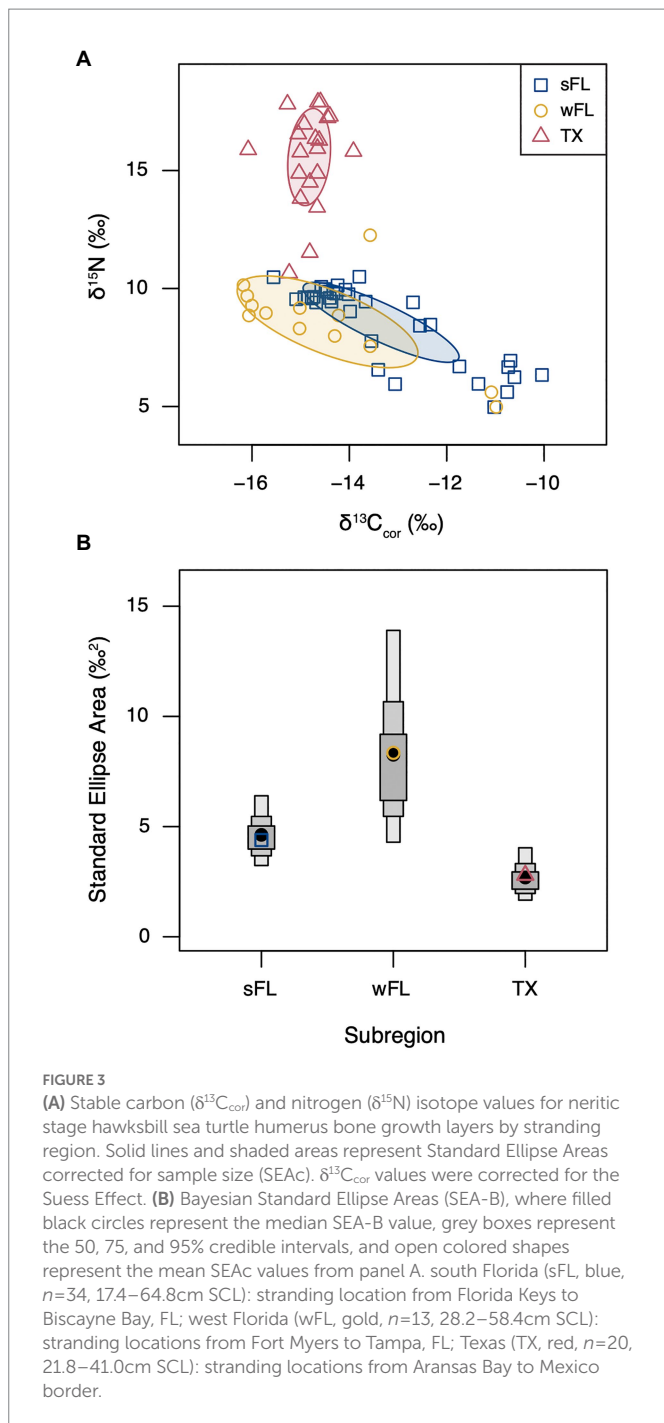 A
sFL
wFL
TX
15
10
5
δ¹⁵N (‰)
−16 −14 −12 −10
δ¹³C_cor (‰)
B
15
10
5
0
Standard Ellipse Area (‰²)
sFL wFL TX
Subregion
FIGURE 3
(A) Stable carbon (δ¹³C_cor) and nitrogen (δ¹⁵N) isotope values for neritic
stage hawksbill sea turtle humerus bone growth layers by stranding
region. Solid lines and shaded areas represent Standard Ellipse Areas
corrected for sample size (SEAc). δ¹³C_cor values were corrected for the
Suess Effect. (B) Bayesian Standard Ellipse Areas (SEA-B), where filled
black circles represent the median SEA-B value, grey boxes represent
the 50, 75, and 95% credible intervals, and open colored shapes
represent the mean SEAc values from panel A. south Florida (sFL, blue,
n=34, 17.4–64.8cm SCL): stranding location from Florida Keys to
Biscayne Bay, FL; west Florida (wFL, gold, n=13, 28.2–58.4cm SCL):
stranding locations from Fort Myers to Tampa, FL; Texas (TX, red, n=20,
21.8–41.0cm SCL): stranding locations from Aransas Bay to Mexico
border.